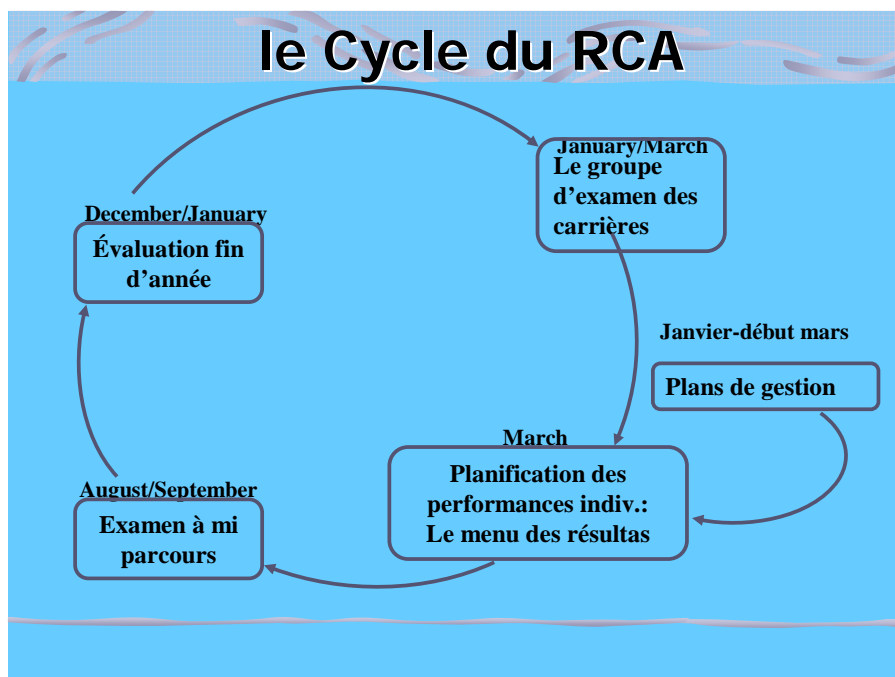 le Cycle du RCA
January/March
Le groupe
d’examen des
carrières
December/January
Évaluation fin
d’année
Janvier-début mars
Plans de gestion
March
Planification des
performances indiv.:
Le menu des résultas
August/September
Examen à mi
parcours